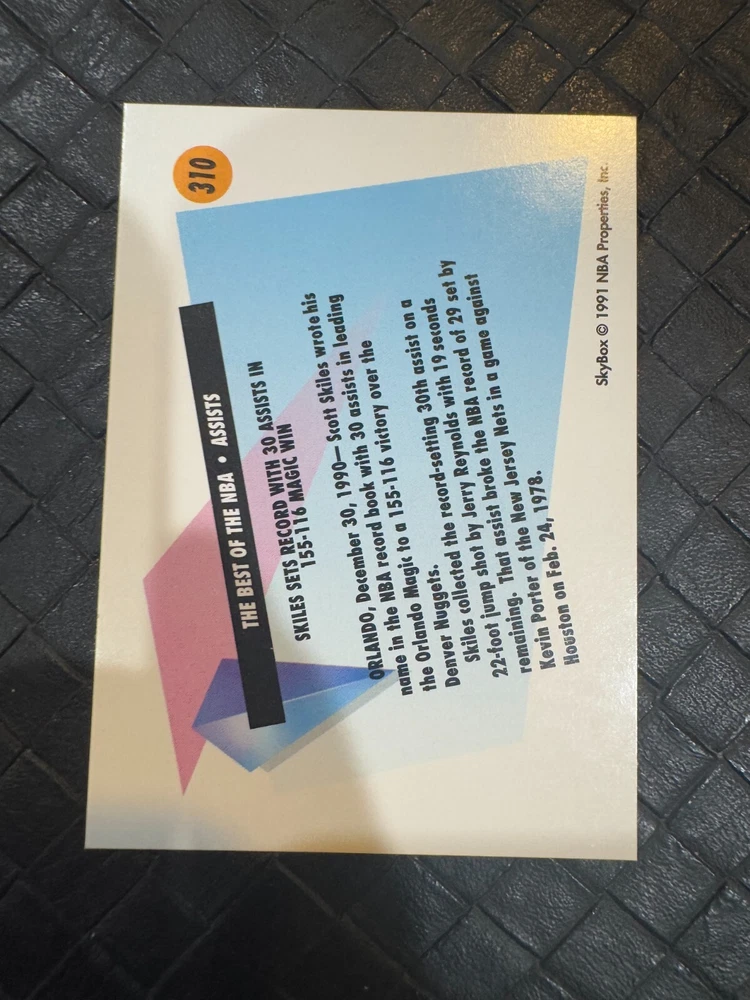 310
THE BEST OF THE NBA • ASSISTS
SKILES SETS RECORD WITH 30 ASSISTS IN
155-116 MAGIC WIN
ORLANDO, December 30, 1990— Scott Skiles wrote his
name in the NBA record book with 30 assists in leading
the Orlando Magic to a 155-116 victory over the
Denver Nuggets.
Skiles collected the record-setting 30th assist on a
22-foot jump shot by Jerry Reynolds with 19 seconds
remaining. That assist broke the NBA record of 29 set by
Kevin Porter of the New Jersey Nets in a game against
Houston on Feb. 24, 1978.
SkyBox © 1991 NBA Properties, Inc.